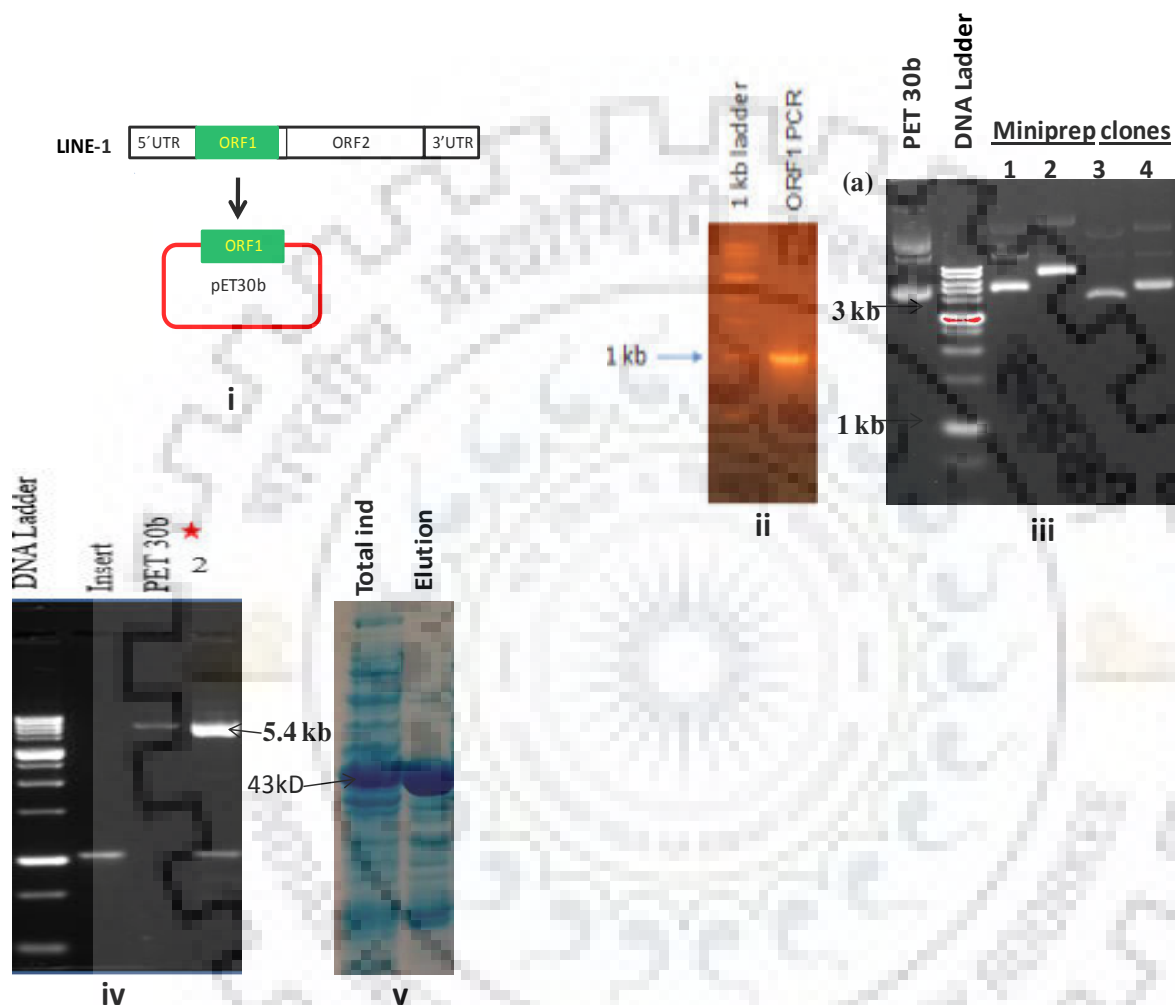 LINE-1 5´UTR ORF1 ORF2 3'UTR
ORF1
pET30b
i
1 kb ladder
ORF1 PCR
1 kb
ii
(a)
PET 30b
DNA Ladder
Miniprep clones
1 2 3 4
3 kb
1 kb
iii
DNA Ladder
Insert
PET 30b
2
5.4 kb
iv
Total ind
Elution
43kD
v